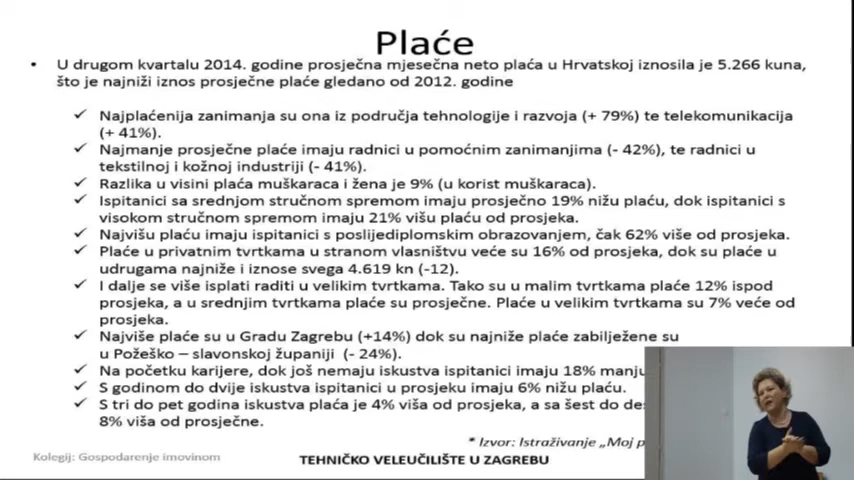 Plaće
• U drugom kvartalu 2014. godine prosječna mjesečna neto plaća u Hrvatskoj iznosila je 5.266 kuna,
što je najniži iznos prosječne plaće gledano od 2012. godine
✓ Najplaćenija zanimanja su ona iz područja tehnologije i razvoja (+ 79%) te telekomunikacija
(+ 41%).
✓ Najmanje prosječne plaće imaju radnici u pomoćnim zanimanjima (- 42%), te radnici u
tekstilnoj i kožnoj industriji (- 41%).
✓ Razlika u visini plaća muškaraca i žena je 9% (u korist muškaraca).
✓ Ispitanici sa srednjom stručnom spremom imaju prosječno 19% nižu plaću, dok ispitanici s
visokom stručnom spremom imaju 21% višu plaću od prosjeka.
✓ Najvišu plaću imaju ispitanici s poslijediplomskim obrazovanjem, čak 62% više od prosjeka.
✓ Plaće u privatnim tvrtkama u stranom vlasništvu veće su 16% od prosjeka, dok su plaće u
udrugama najniže i iznose svega 4.619 kn (-12).
✓ I dalje se više isplati raditi u velikim tvrtkama. Tako su u malim tvrtkama plaće 12% ispod
prosjeka, a u srednjim tvrtkama plaće su prosječne. Plaće u velikim tvrtkama su 7% veće od
prosjeka.
✓ Najviše plaće su u Gradu Zagrebu (+14%) dok su najniže plaće zabilježene su
u Požeško – slavonskoj županiji (- 24%).
✓ Na početku karijere, dok još nemaju iskustva ispitanici imaju 18% manju
✓ S godinom do dvije iskustva ispitanici u prosjeku imaju 6% nižu plaću.
✓ S tri do pet godina iskustva plaća je 4% viša od prosjeka, a sa šest do
8% viša od prosječne.
* Izvor: Istraživanje „Moj
Kolegij: Gospodarenje imovinom
TEHNIČKO VELEUČILIŠTE U ZAGREBU